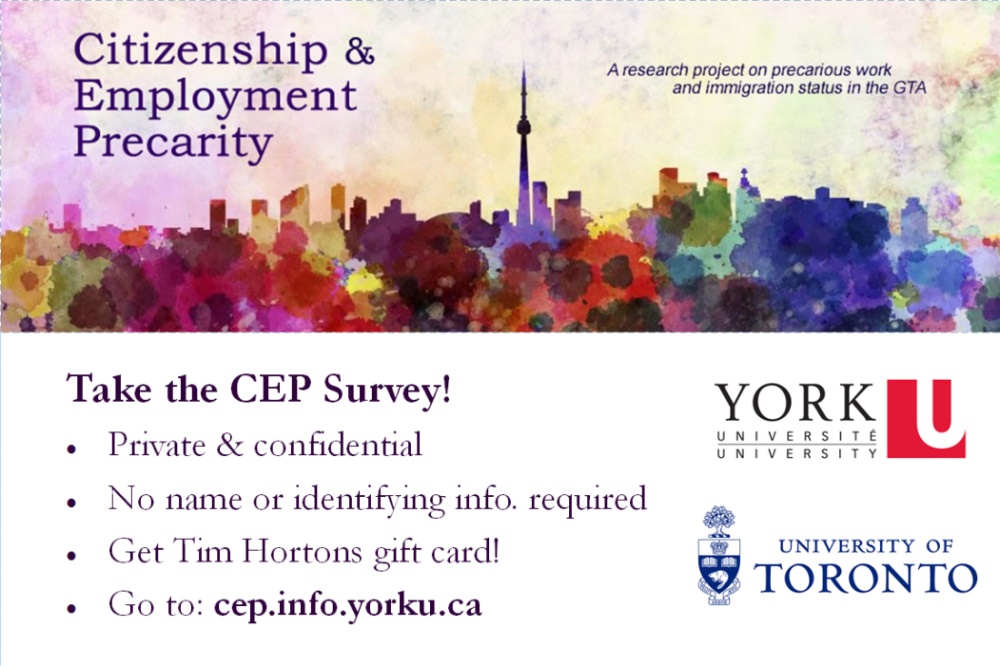 Citizenship &
Employment
Precarity
A research project on precarious work
and immigration status in the GTA
Take the CEP Survey!
• Private & confidential
• No name or identifying info. required
• Get Tim Hortons gift card!
• Go to: cep.info.yorku.ca
YORK U
UNIVERSITÉ
UNIVERSITY
UNIVERSITY OF
TORONTO